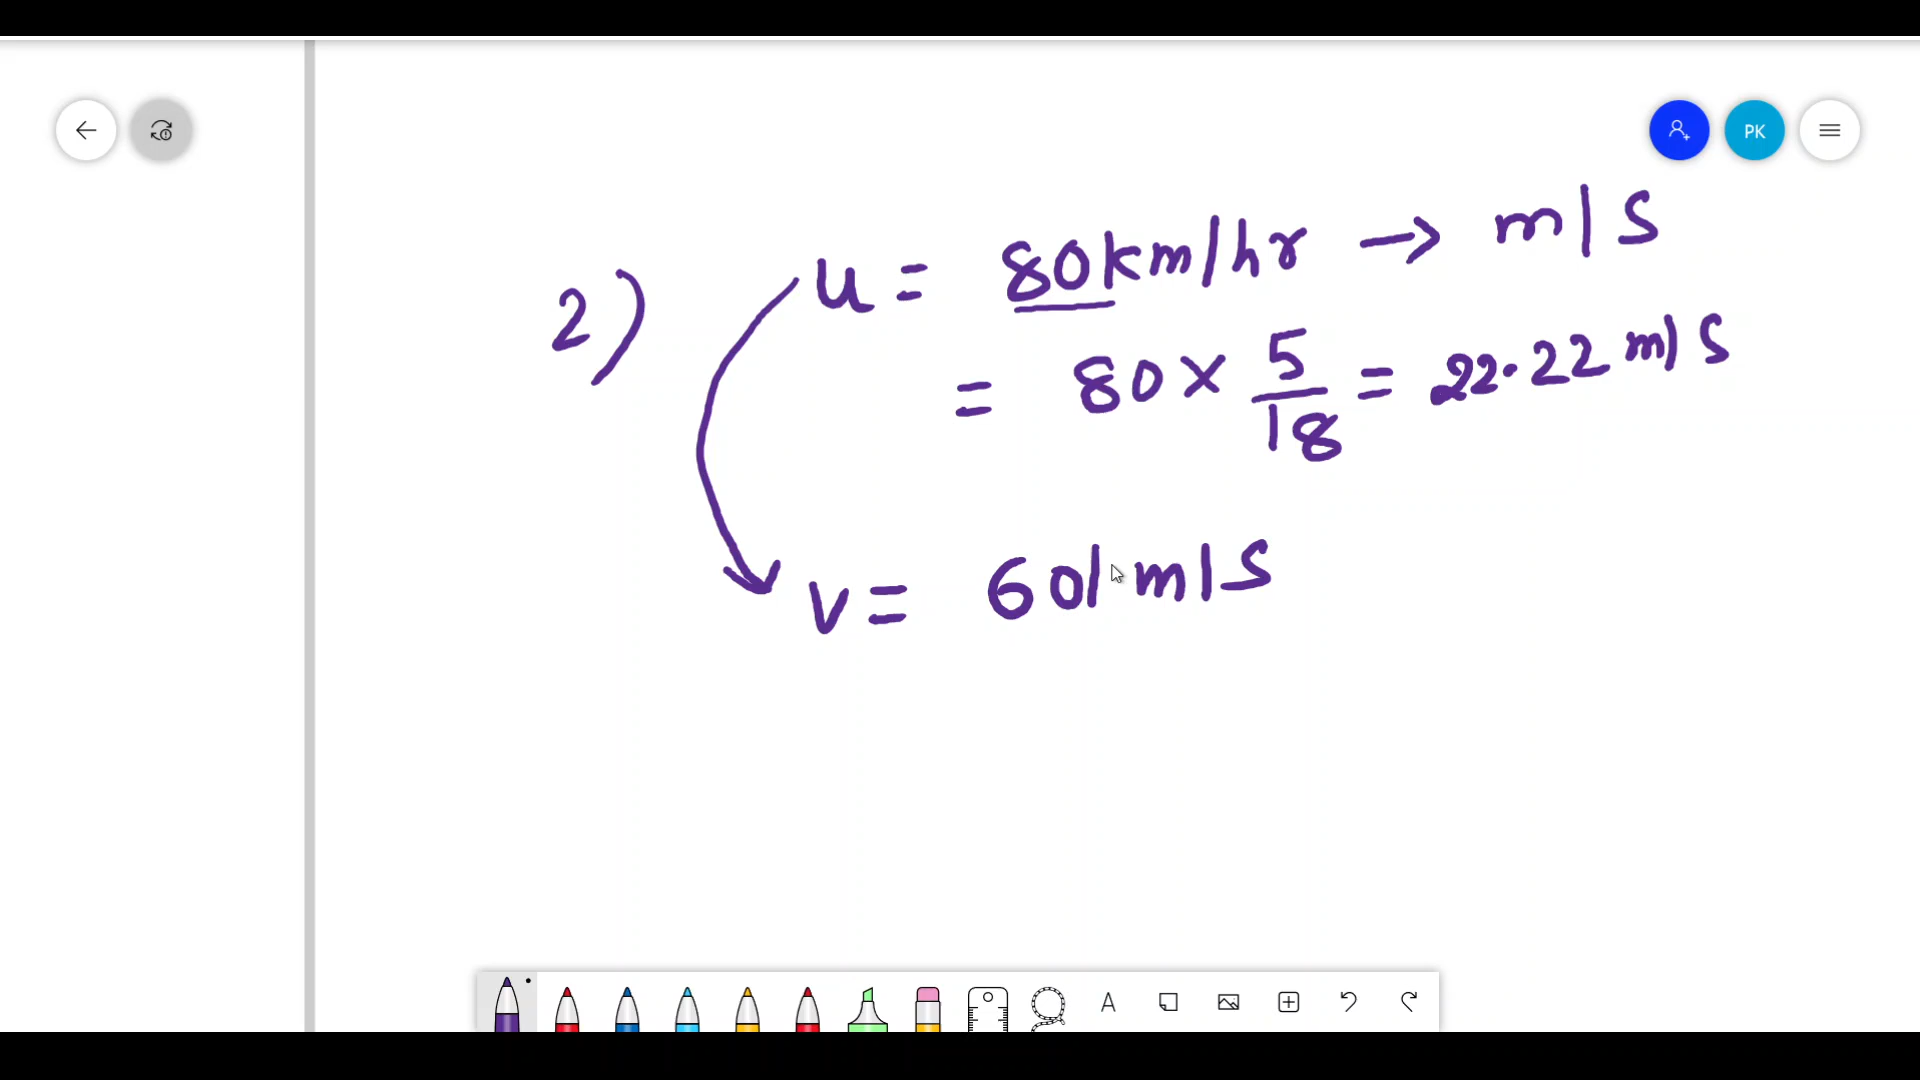 PK
2) u = 80km/hr → m/s
= 80 × 5/18 = 22.22 m/s
v = 60 m/s
A